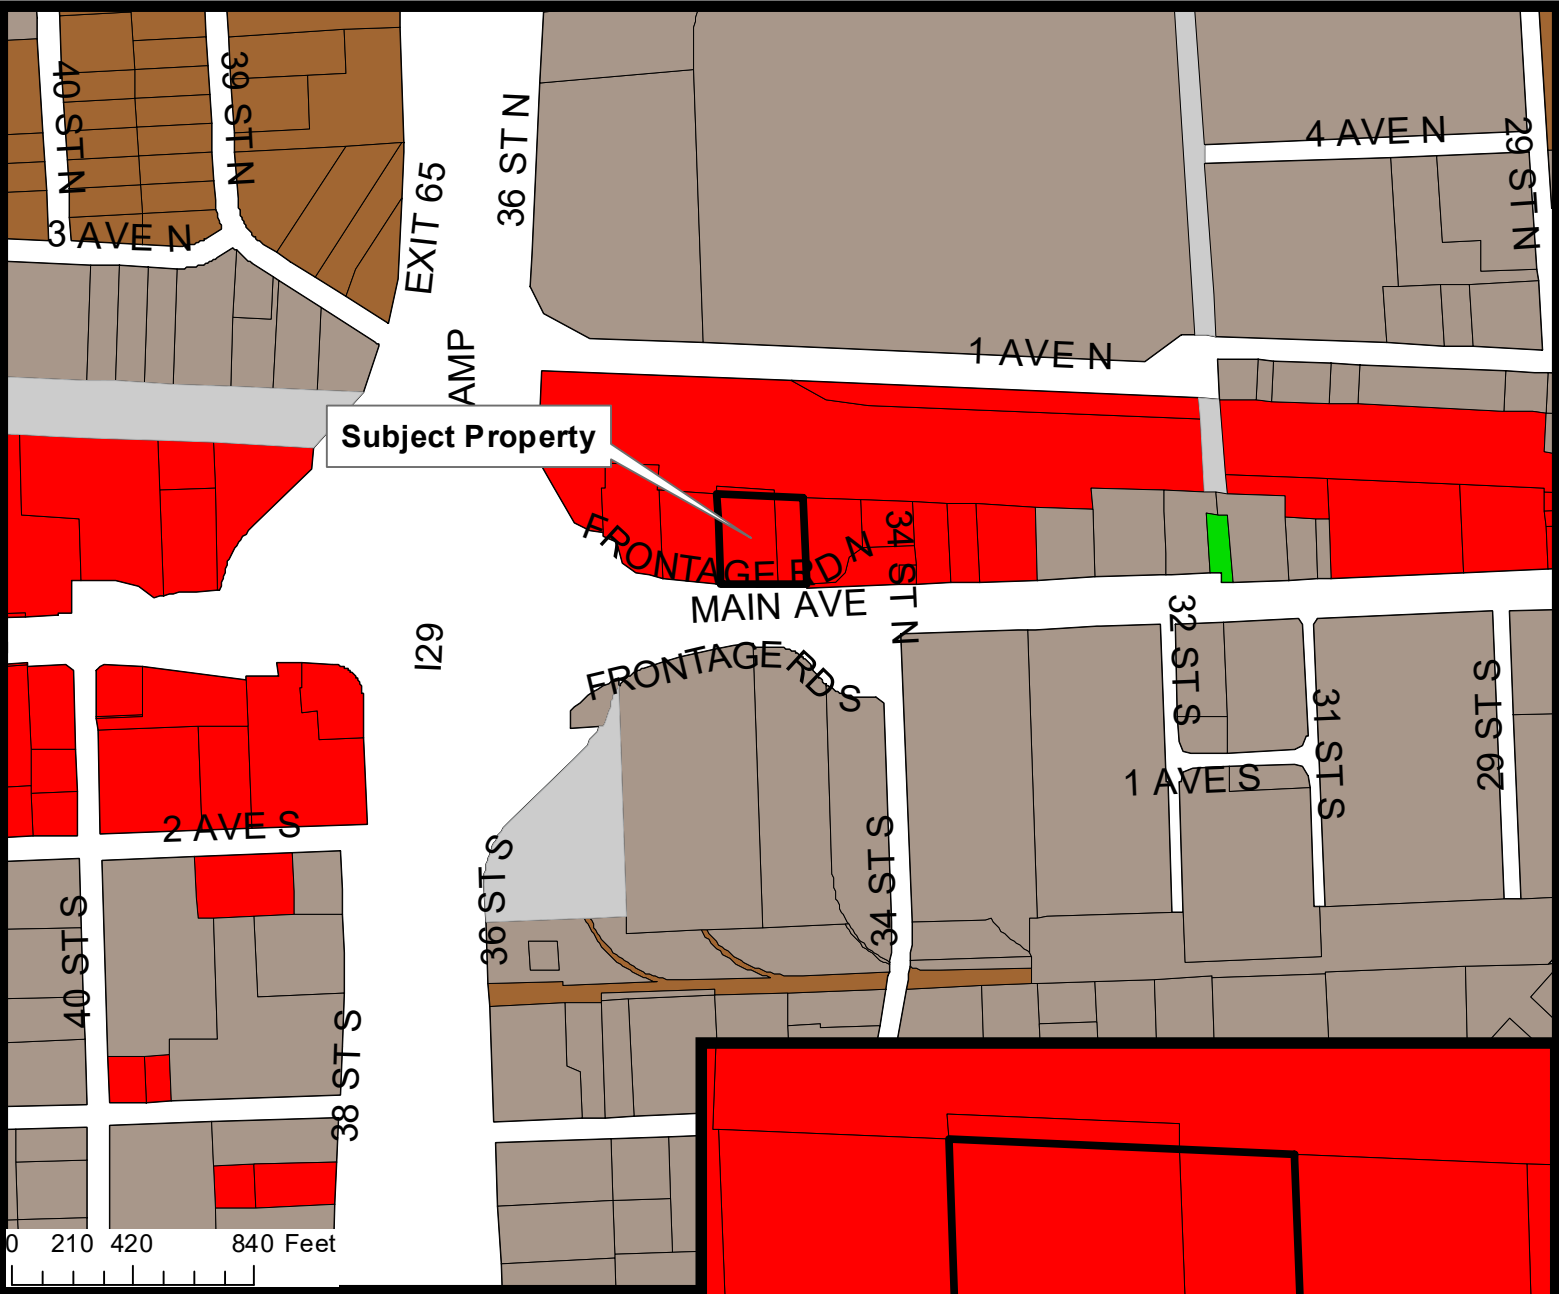 40 ST N
39 ST N
36 ST N
4 AVE N
29 ST N
3 AVE N
EXIT 65
AMP
1 AVE N
Subject Property
FRONTAGE RD N
34 ST N
MAIN AVE
I29
FRONTAGE RD S
32 ST S
31 ST S
29 ST S
1 AVE S
2 AVE S
36 ST S
34 ST S
40 ST S
38 ST S
0 210 420 840 Feet